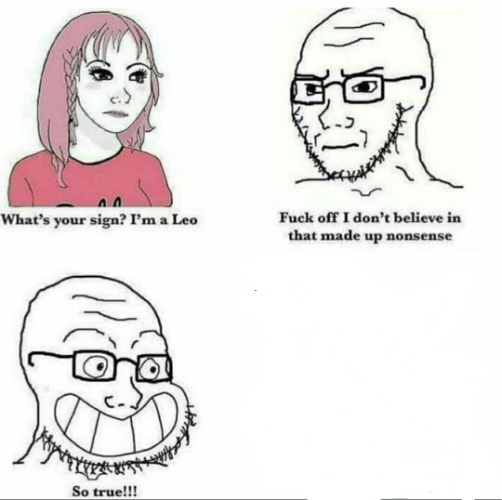 What's your sign? I'm a Leo
Fuck off I don't believe in
that made up nonsense
So true!!!